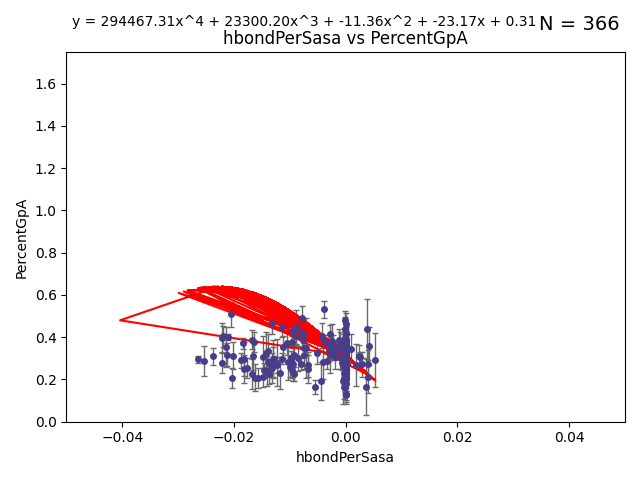 y = 294467.31x^4 + 23300.20x^3 + -11.36x^2 + -23.17x + 0.31 N = 366
hbondPerSasa vs PercentGpA
PercentGpA
1.6
1.4
1.2
1.0
0.8
0.6
0.4
0.2
0.0
−0.04 −0.02 0.00 0.02 0.04
hbondPerSasa